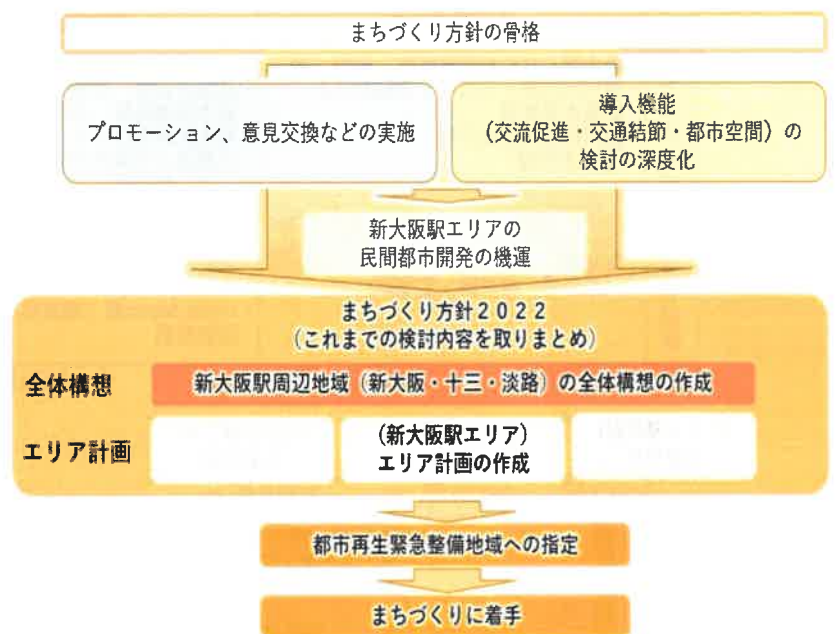 まちづくり方針の骨格
プロモーション、意見交換などの実施
導入機能
(交流促進・交通結節・都市空間)の
検討の深度化
新大阪駅エリアの
民間都市開発の機運
まちづくり方針2022
(これまでの検討内容を取りまとめ)
全体構想
新大阪駅周辺地域(新大阪・十三・淡路)の全体構想の作成
エリア計画
(新大阪駅エリア)
エリア計画の作成
都市再生緊急整備地域への指定
まちづくりに着手